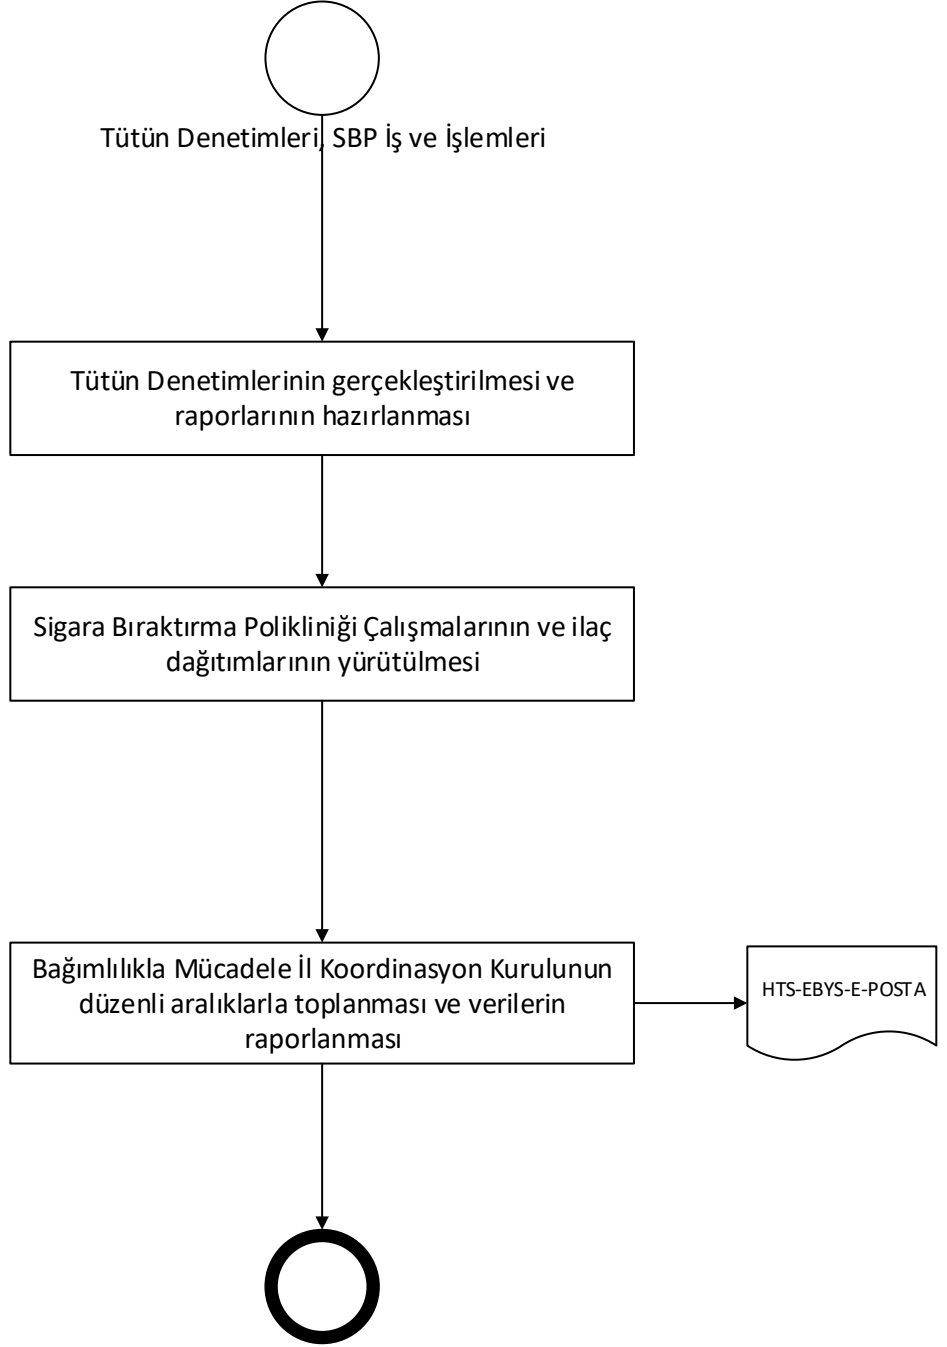 Tütün Denetimleri, SBP İş ve İşlemleri
Tütün Denetimlerinin gerçekleştirilmesi ve
raporlarının hazırlanması
Sigara Bıraktırma Polikliniği Çalışmalarının ve ilaç
dağıtımlarının yürütülmesi
Bağımlılıkla Mücadele İl Koordinasyon Kurulunun
düzenli aralıklarla toplanması ve verilerin
raporlanması
HTS-EBYS-E-POSTA